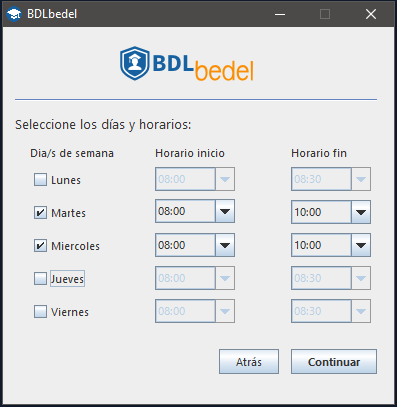 BDLbedel
BDLbedel
Seleccione los días y horarios:
Dia/s de semana Horario inicio Horario fin
Lunes 08:00 08:30
Martes 08:00 10:00
Miercoles 08:00 10:00
Jueves 08:00 08:30
Viernes 08:00 08:30
Atrás Continuar